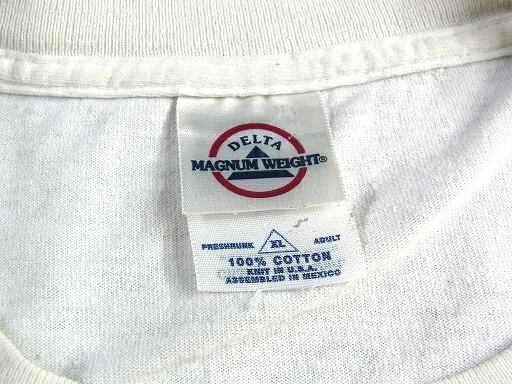 DELTA
MAGNUM WEIGHT®
PRESHRUNK XL ADULT
100% COTTON
KNIT IN U.S.A.
ASSEMBLED IN MEXICO